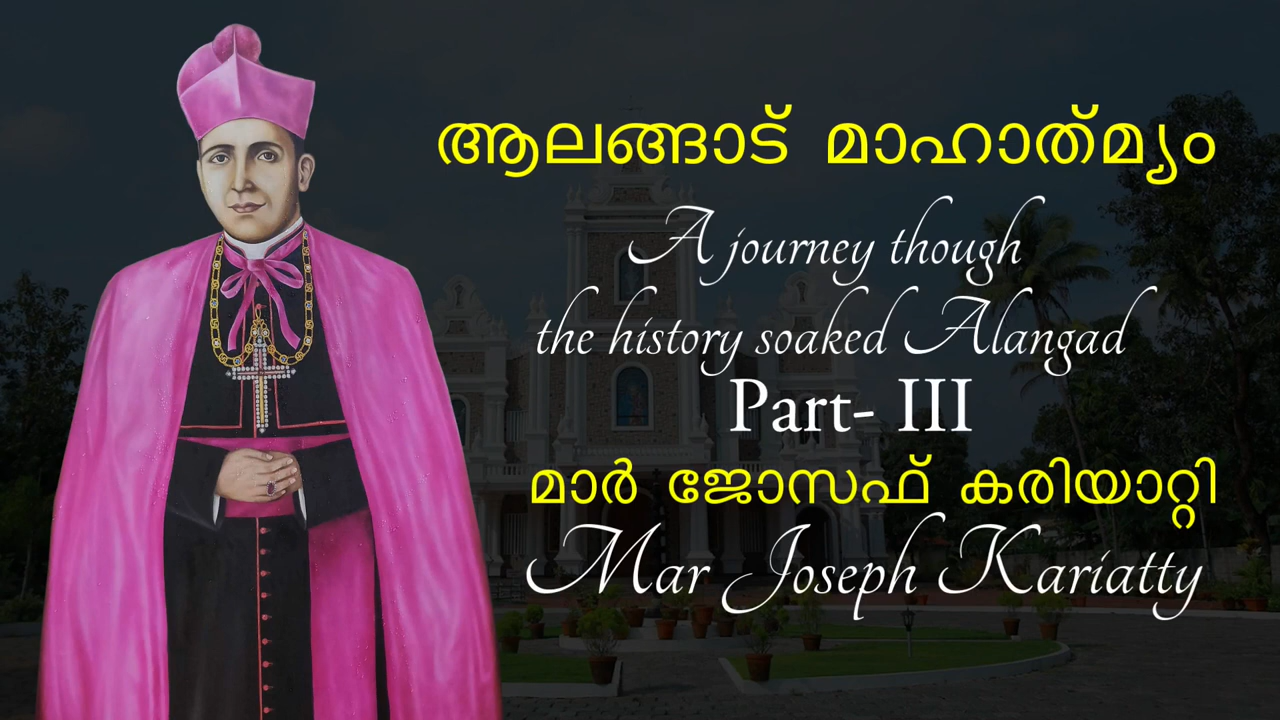 ആലങ്ങാട് മാഹാത്മ്യം
A journey though
the history soaked Alangad
Part- III
മാർ ജോസഫ് കരിയാറ്റി
Mar Joseph Kariatty